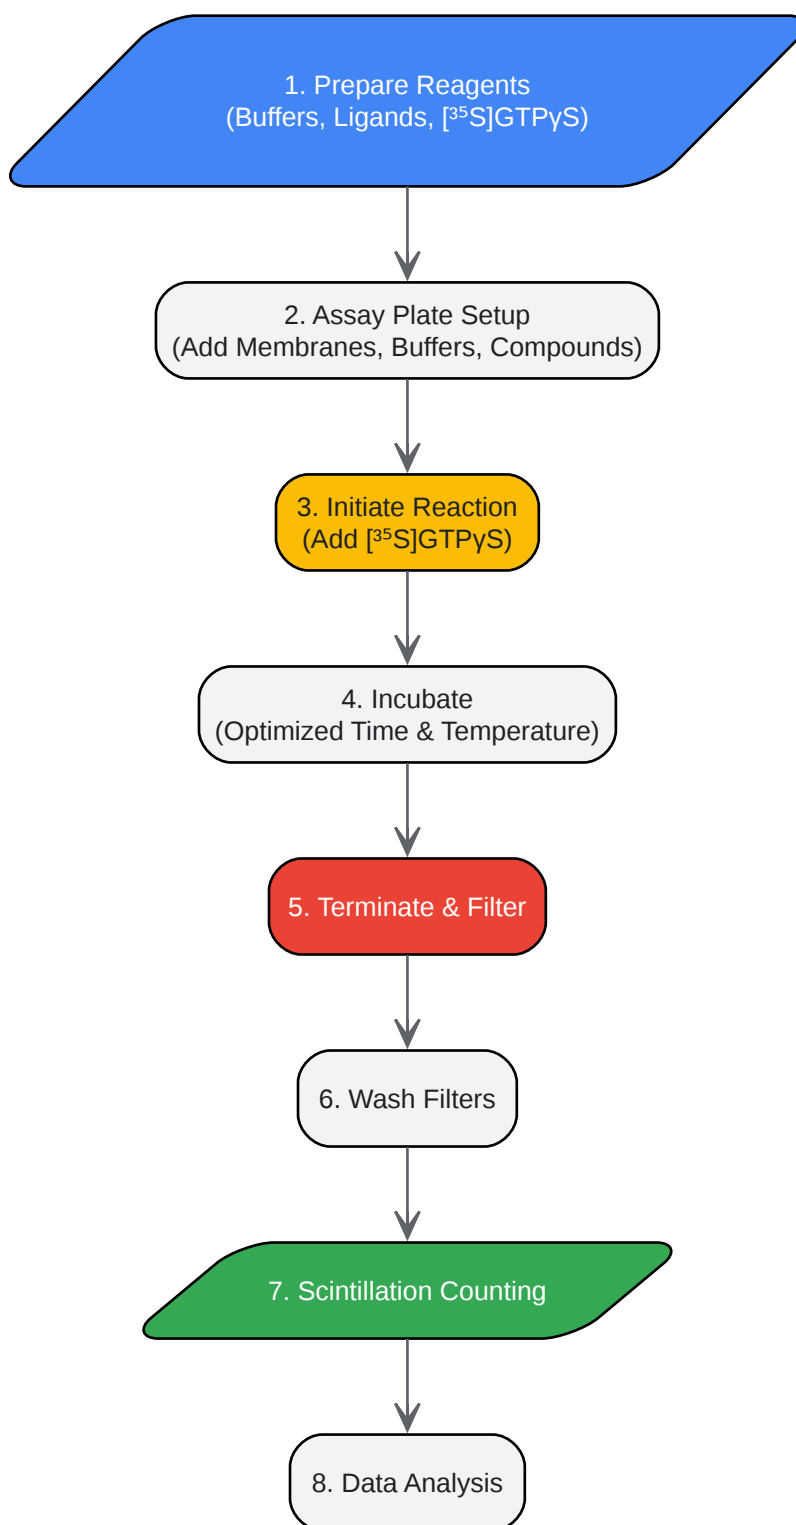 1. Prepare Reagents
(Buffers, Ligands, [³⁵S]GTPγS)
2. Assay Plate Setup
(Add Membranes, Buffers, Compounds)
3. Initiate Reaction
(Add [³⁵S]GTPγS)
4. Incubate
(Optimized Time & Temperature)
5. Terminate & Filter
6. Wash Filters
7. Scintillation Counting
8. Data Analysis